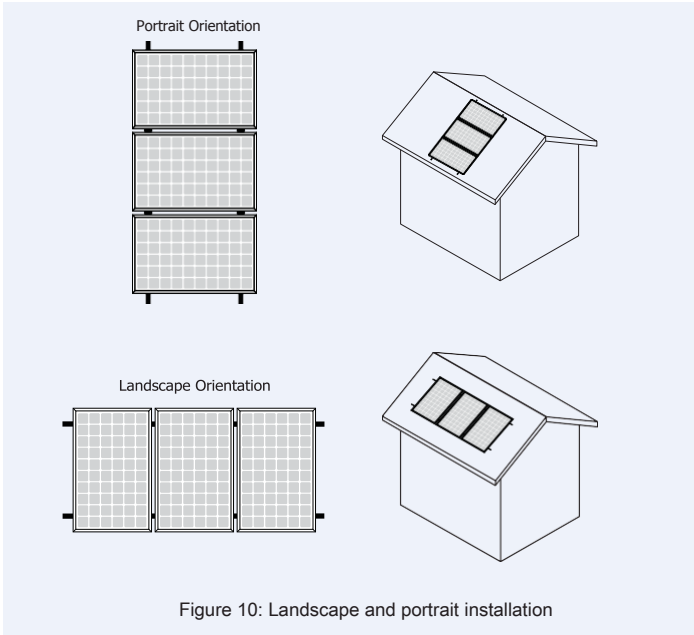 Portrait Orientation
Landscape Orientation
Figure 10: Landscape and portrait installation